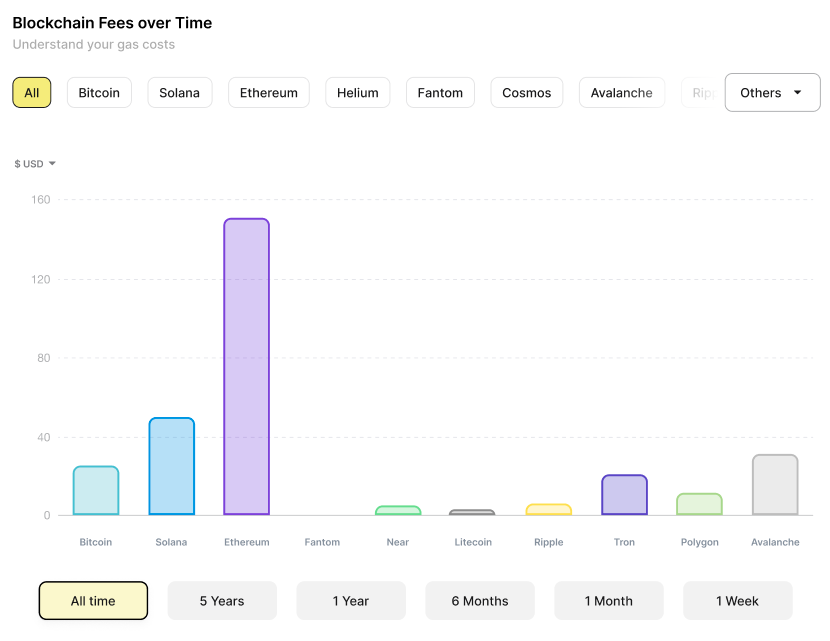 Blockchain Fees over Time
Understand your gas costs
All Bitcoin Solana Ethereum Helium Fantom Cosmos Avalanche Others
$ USD
160
120
80
40
0
Bitcoin Solana Ethereum Fantom Near Litecoin Ripple Tron Polygon Avalanche
All time 5 Years 1 Year 6 Months 1 Month 1 Week